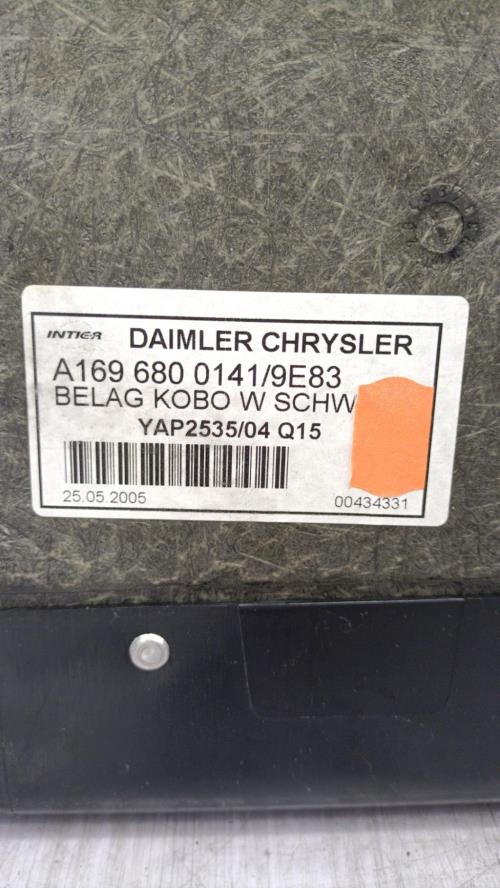 INTIER DAIMLER CHRYSLER
A169 680 0141/9E83
BELAG KOBO W SCHW
YAP2535/04 Q15
25.05.2005 00434331